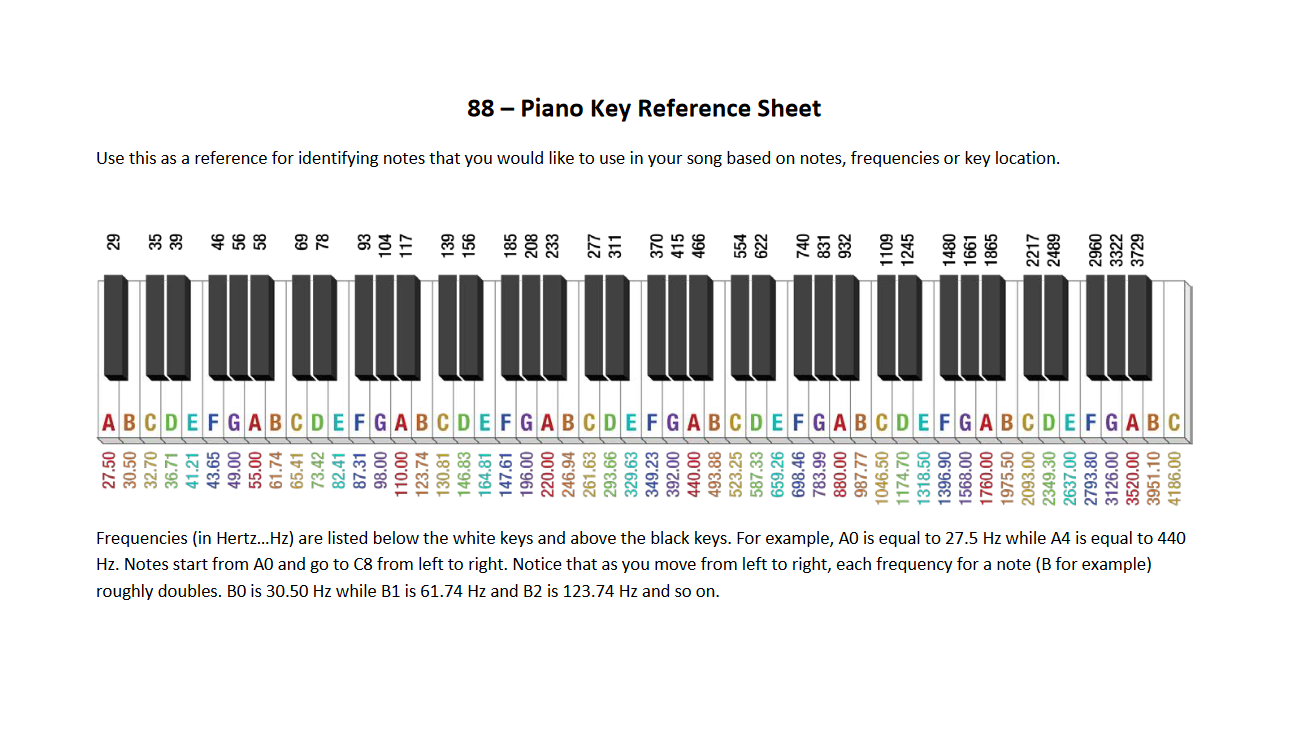 88 – Piano Key Reference Sheet
Use this as a reference for identifying notes that you would like to use in your song based on notes, frequencies or key location.
29 35 39 46 56 58 69 78 93 104 117 139 156 185 208 233 277 311 370 415 466 554 622 740 831 932 1109 1245 1480 1661 1865 2217 2489 2960 3322 3729
A B C D E F G A B C D E F G A B C D E F G A B C D E F G A B C D E F G A B C D E F G A B C D E F G A B C
27.50 30.50 32.70 36.71 41.21 43.65 49.00 55.00 61.74 65.41 73.42 82.41 87.31 98.00 110.00 123.74 130.81 146.83 164.81 147.61 196.00 220.00 246.94 261.63 293.66 329.63 349.23 392.00 440.00 493.88 523.25 587.33 659.26 698.46 783.99 880.00 987.77 1046.50 1174.70 1318.50 1396.90 1568.00 1760.00 1975.50 2093.00 2349.30 2637.00 2793.80 3126.00 3520.00 3951.10 4186.00
Frequencies (in Hertz...Hz) are listed below the white keys and above the black keys. For example, A0 is equal to 27.5 Hz while A4 is equal to 440
Hz. Notes start from A0 and go to C8 from left to right. Notice that as you move from left to right, each frequency for a note (B for example)
roughly doubles. B0 is 30.50 Hz while B1 is 61.74 Hz and B2 is 123.74 Hz and so on.